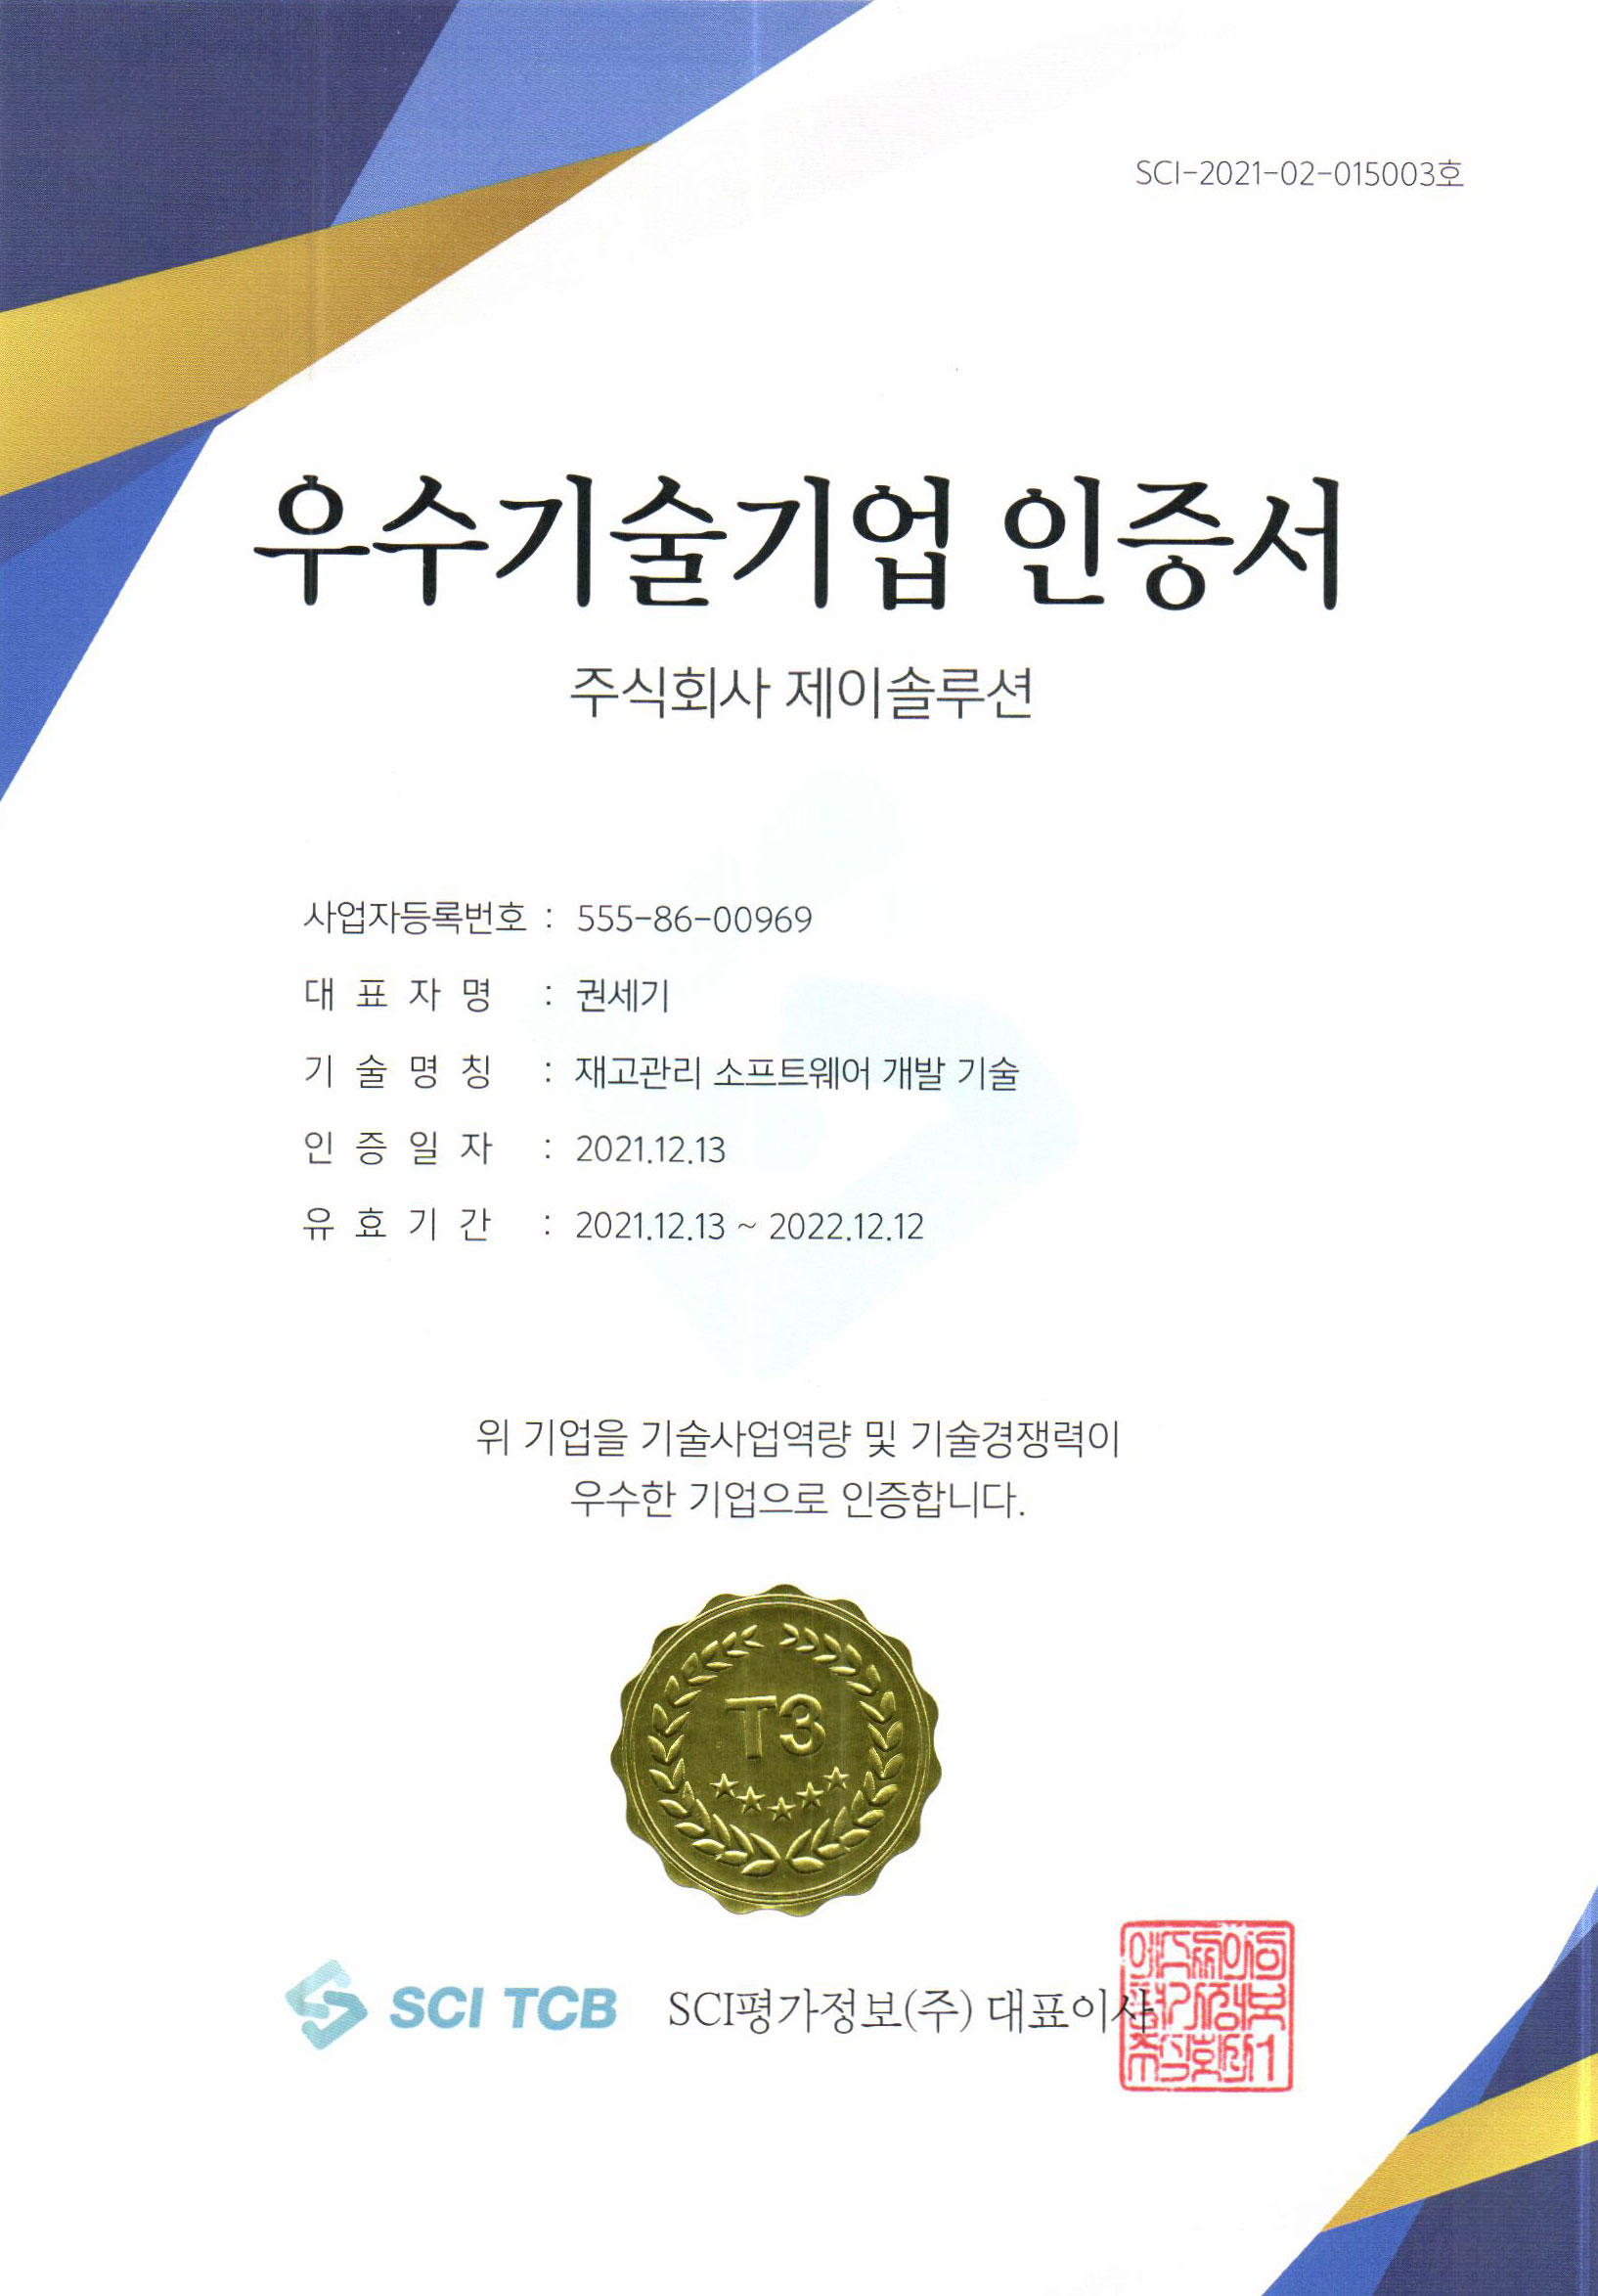 SCI-2021-02-015003호
우수기술기업 인증서
주식회사 제이솔루션
사업자등록번호 : 555-86-00969
대 표 자 명 : 권세기
기 술 명 칭 : 재고관리 소프트웨어 개발 기술
인 증 일 자 : 2021.12.13
유 효 기 간 : 2021.12.13 ~ 2022.12.12
위 기업을 기술사업역량 및 기술경쟁력이
우수한 기업으로 인증합니다.
T3
SCI TCB SCI평가정보(주) 대표이사